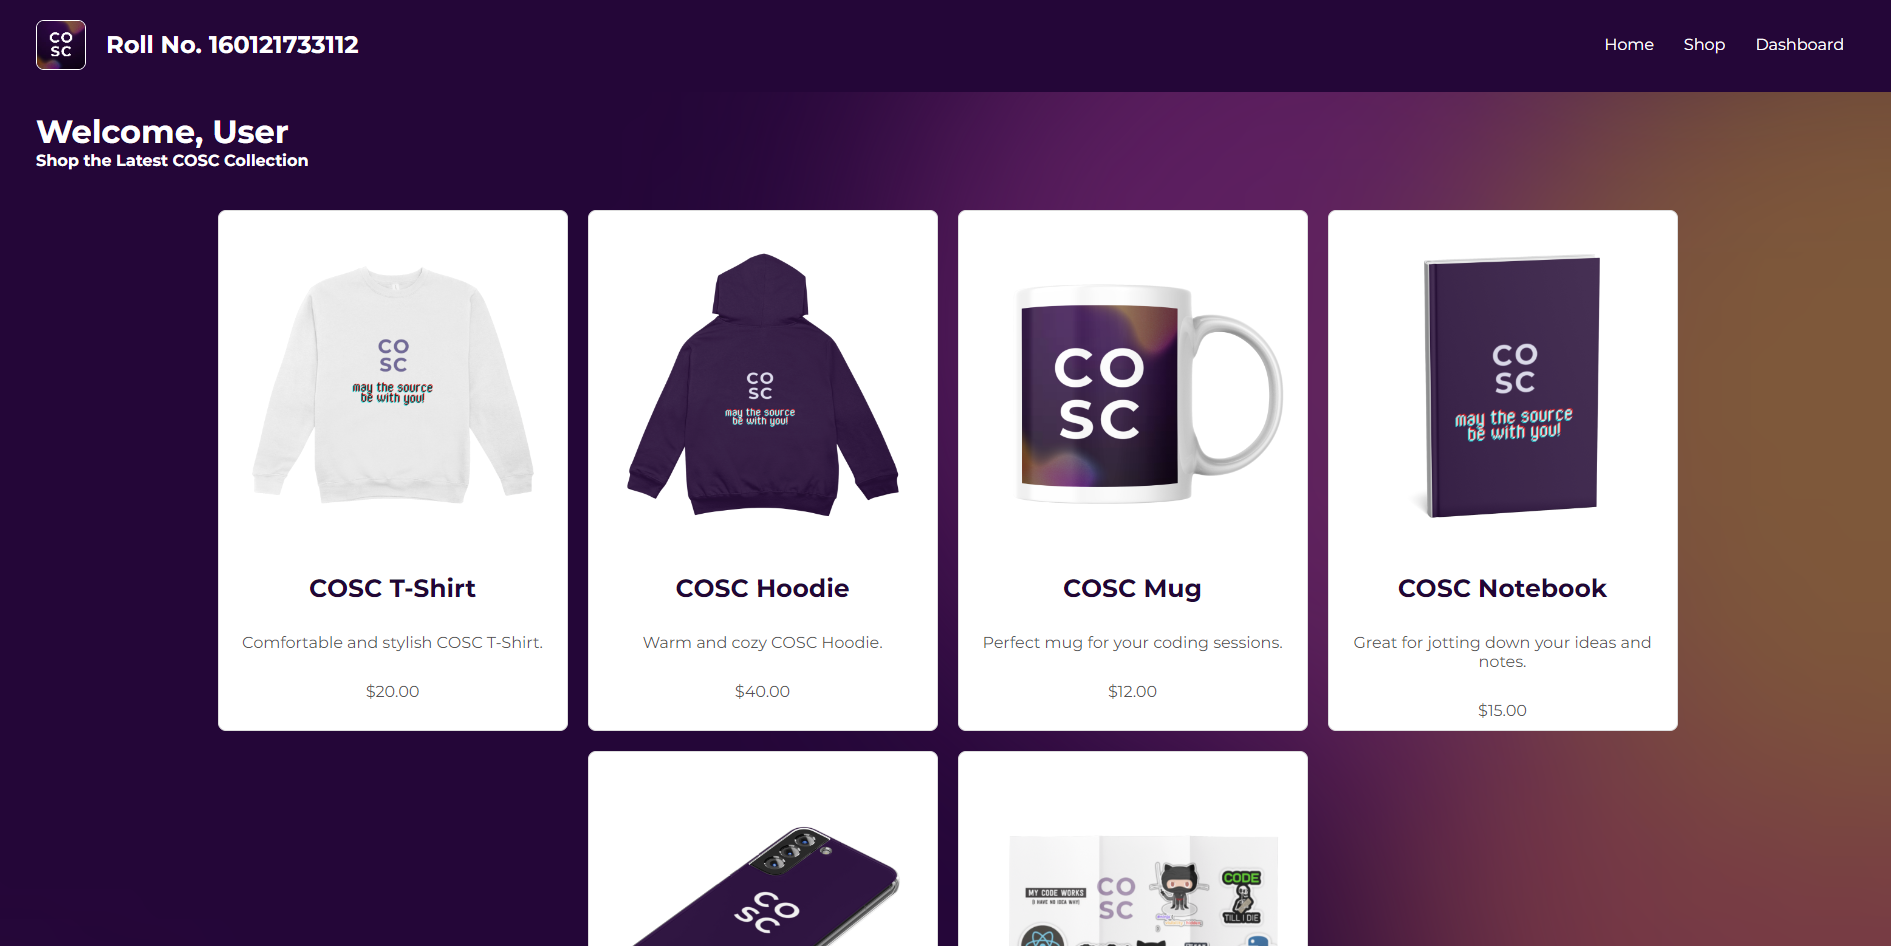 CO
SC
Roll No. 160121733112
Home
Shop
Dashboard
Welcome, User
Shop the Latest COSC Collection
CO
SC
may the source
be with you!
CO
SC
may the source
be with you!
CO
SC
CO
SC
may the source
be with you!
COSC T-Shirt
COSC Hoodie
COSC Mug
COSC Notebook
Comfortable and stylish COSC T-Shirt.
Warm and cozy COSC Hoodie.
Perfect mug for your coding sessions.
Great for jotting down your ideas and
notes.
$20.00
$40.00
$12.00
$15.00
CO
SC
MY CODE WORKS
(I HAVE NO IDEA WHY)
CO
SC
CODE
TILL I DIE